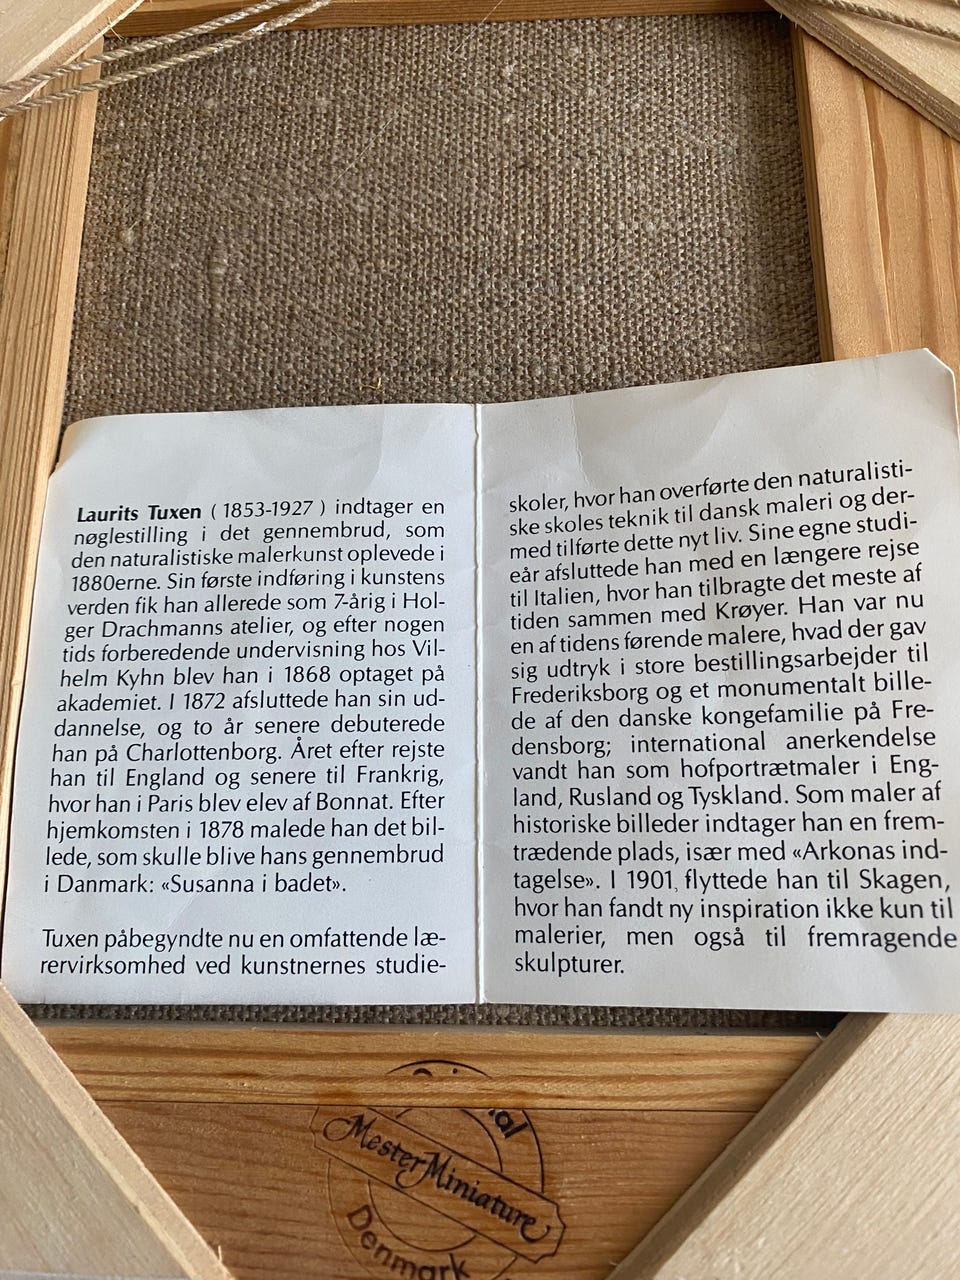 Laurits Tuxen (1853-1927) indtager en
nøglestilling i det gennembrud, som
den naturalistiske malerkunst oplevede i
1880erne. Sin første indføring i kunstens
verden fik han allerede som 7-årig i Hol-
ger Drachmanns atelier, og efter nogen
tids forberedende undervisning hos Vil-
helm Kyhn blev han i 1868 optaget på
akademiet. I 1872 afsluttede han sin ud-
dannelse, og to år senere debuterede
han på Charlottenborg. Året efter rejste
han til England og senere til Frankrig,
hvor han i Paris blev elev af Bonnat. Efter
hjemkomsten i 1878 malede han det bil-
lede, som skulle blive hans gennembrud
i Danmark: «Susanna i badet».
Tuxen påbegyndte nu en omfattende læ-
rervirksomhed ved kunstnernes studie-
skoler, hvor han overførte den naturalisti-
ske skoles teknik til dansk maleri og der-
med tilførte dette nyt liv. Sine egne studi-
eår afsluttede han med en længere rejse
til Italien, hvor han tilbragte det meste af
tiden sammen med Krøyer. Han var nu
en af tidens førende malere, hvad der gav
sig udtryk i store bestillingsarbejder til
Frederiksborg og et monumentalt bille-
de af den danske kongefamilie på Fre-
densborg; international anerkendelse
vandt han som hofportrætmaler i Eng-
land, Rusland og Tyskland. Som maler af
historiske billeder indtager han en frem-
trædende plads, især med «Arkonas ind-
tagelse». I 1901, flyttede han til Skagen,
hvor han fandt ny inspiration ikke kun til
malerier, men også til fremragende
skulpturer.
MesterMiniature
Denmark